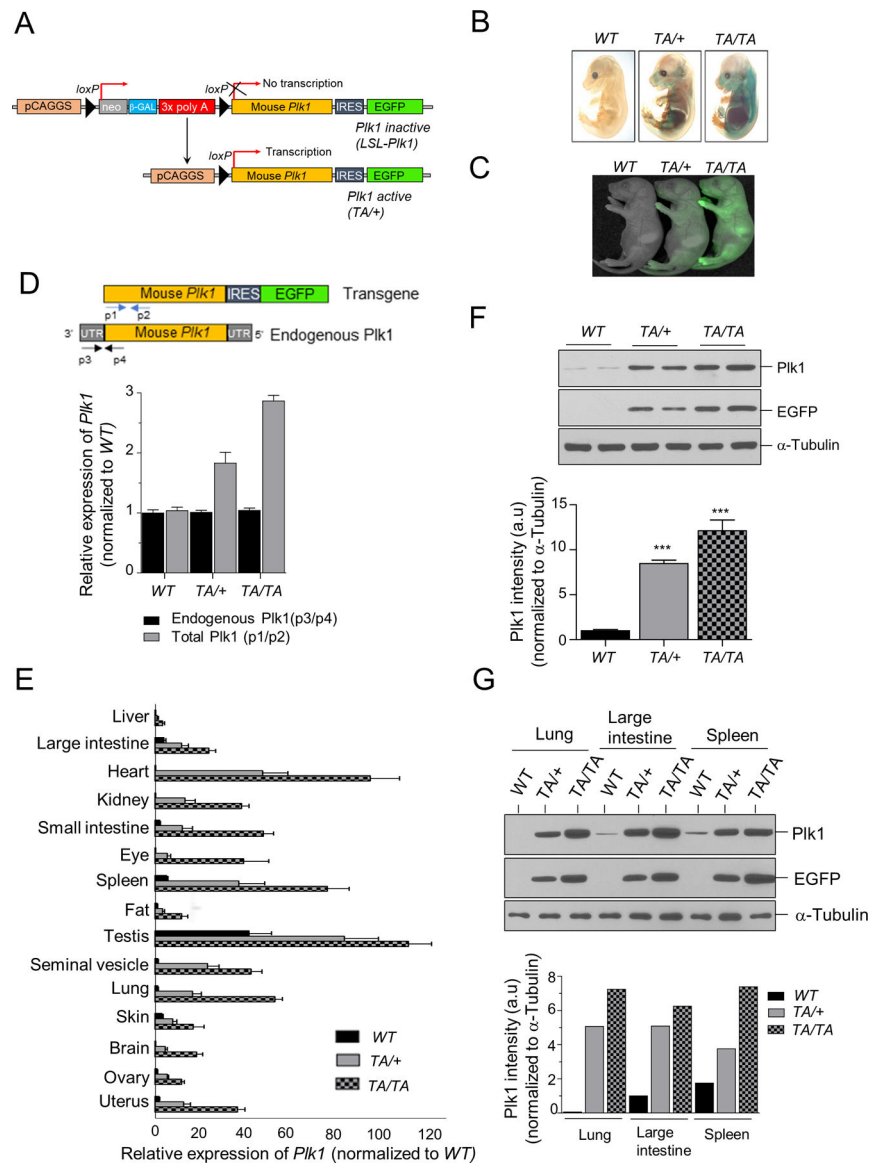 A
loxP
loxP
No transcription
pCAGGS
neo
β-GAL
3x poly A
Mouse Plk1
IRES
EGFP
Plk1 inactive
(LSL-Plk1)
loxP
Transcription
pCAGGS
Mouse Plk1
IRES
EGFP
Plk1 active
(TA/+)
B
WT TA/+ TA/TA
C
WT TA/+ TA/TA
D
Mouse Plk1 IRES EGFP Transgene
p1 p2
3' UTR Mouse Plk1 UTR 5' Endogenous Plk1
p3 p4
Relative expression of Plk1
(normalized to WT)
3
2
1
0
WT TA/+ TA/TA
Endogenous Plk1(p3/p4)
Total Plk1 (p1/p2)
E
Liver
Large intestine
Heart
Kidney
Small intestine
Eye
Spleen
Fat
Testis
Seminal vesicle
Lung
Skin
Brain
Ovary
Uterus
WT
TA/+
TA/TA
0 20 40 60 80 100 120
Relative expression of Plk1 (normalized to WT)
F
WT TA/+ TA/TA
Plk1
EGFP
α-Tubulin
Plk1 intensity (a.u)
(normalized to α-Tubulin)
15
10
5
0
***
***
WT TA/+ TA/TA
G
Lung
Large
intestine
Spleen
WT TA/+ TA/TA WT TA/+ TA/TA WT TA/+ TA/TA
Plk1
EGFP
α-Tubulin
Plk1 intensity (a.u)
(normalized to α-Tubulin)
8
6
4
2
0
WT
TA/+
TA/TA
Lung
Large
intestine
Spleen